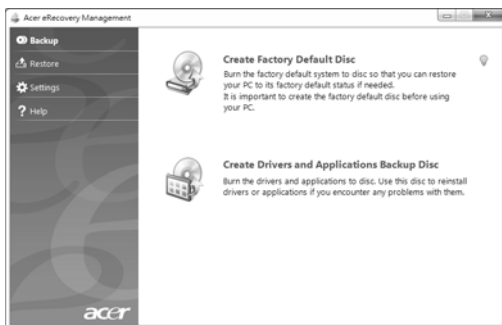 Acer eRecovery Management
Backup
Restore
Settings
? Help
Create Factory Default Disc
Burn the factory default system to disc so that you can restore
your PC to its factory default status if needed.
It is important to create the factory default disc before using
your PC.
Create Drivers and Applications Backup Disc
Burn the drivers and applications to disc. Use this disc to reinstall
drivers or applications if you encounter any problems with them.
acer